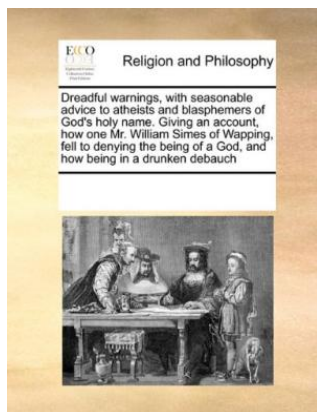 ECCO
Religion and Philosophy
Dreadful warnings, with seasonable
advice to atheists and blasphemers of
God's holy name. Giving an account,
how one Mr. William Simes of Wapping,
fell to denying the being of a God, and
how being in a drunken debauch